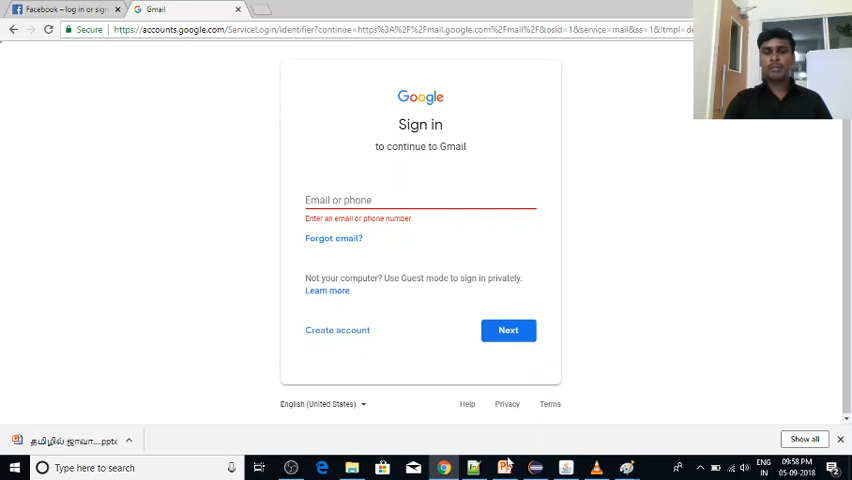 Facebook – log in or sign
Gmail
Secure
https://accounts.google.com/ServiceLogin/identifier?continue=https%3A%2F%2Fmail.google.com%2Fmail%2F&osid=1&service=mail&ss=1&ltmpl=de
Google
Sign in
to continue to Gmail
Email or phone
Enter an email or phone number
Forgot email?
Not your computer? Use Guest mode to sign in privately.
Learn more
Create account
Next
English (United States)
Help
Privacy
Terms
தமிழில் ஜாவா....pptx
Show all
Type here to search
ENG
IN
09:58 PM
05-09-2018
2